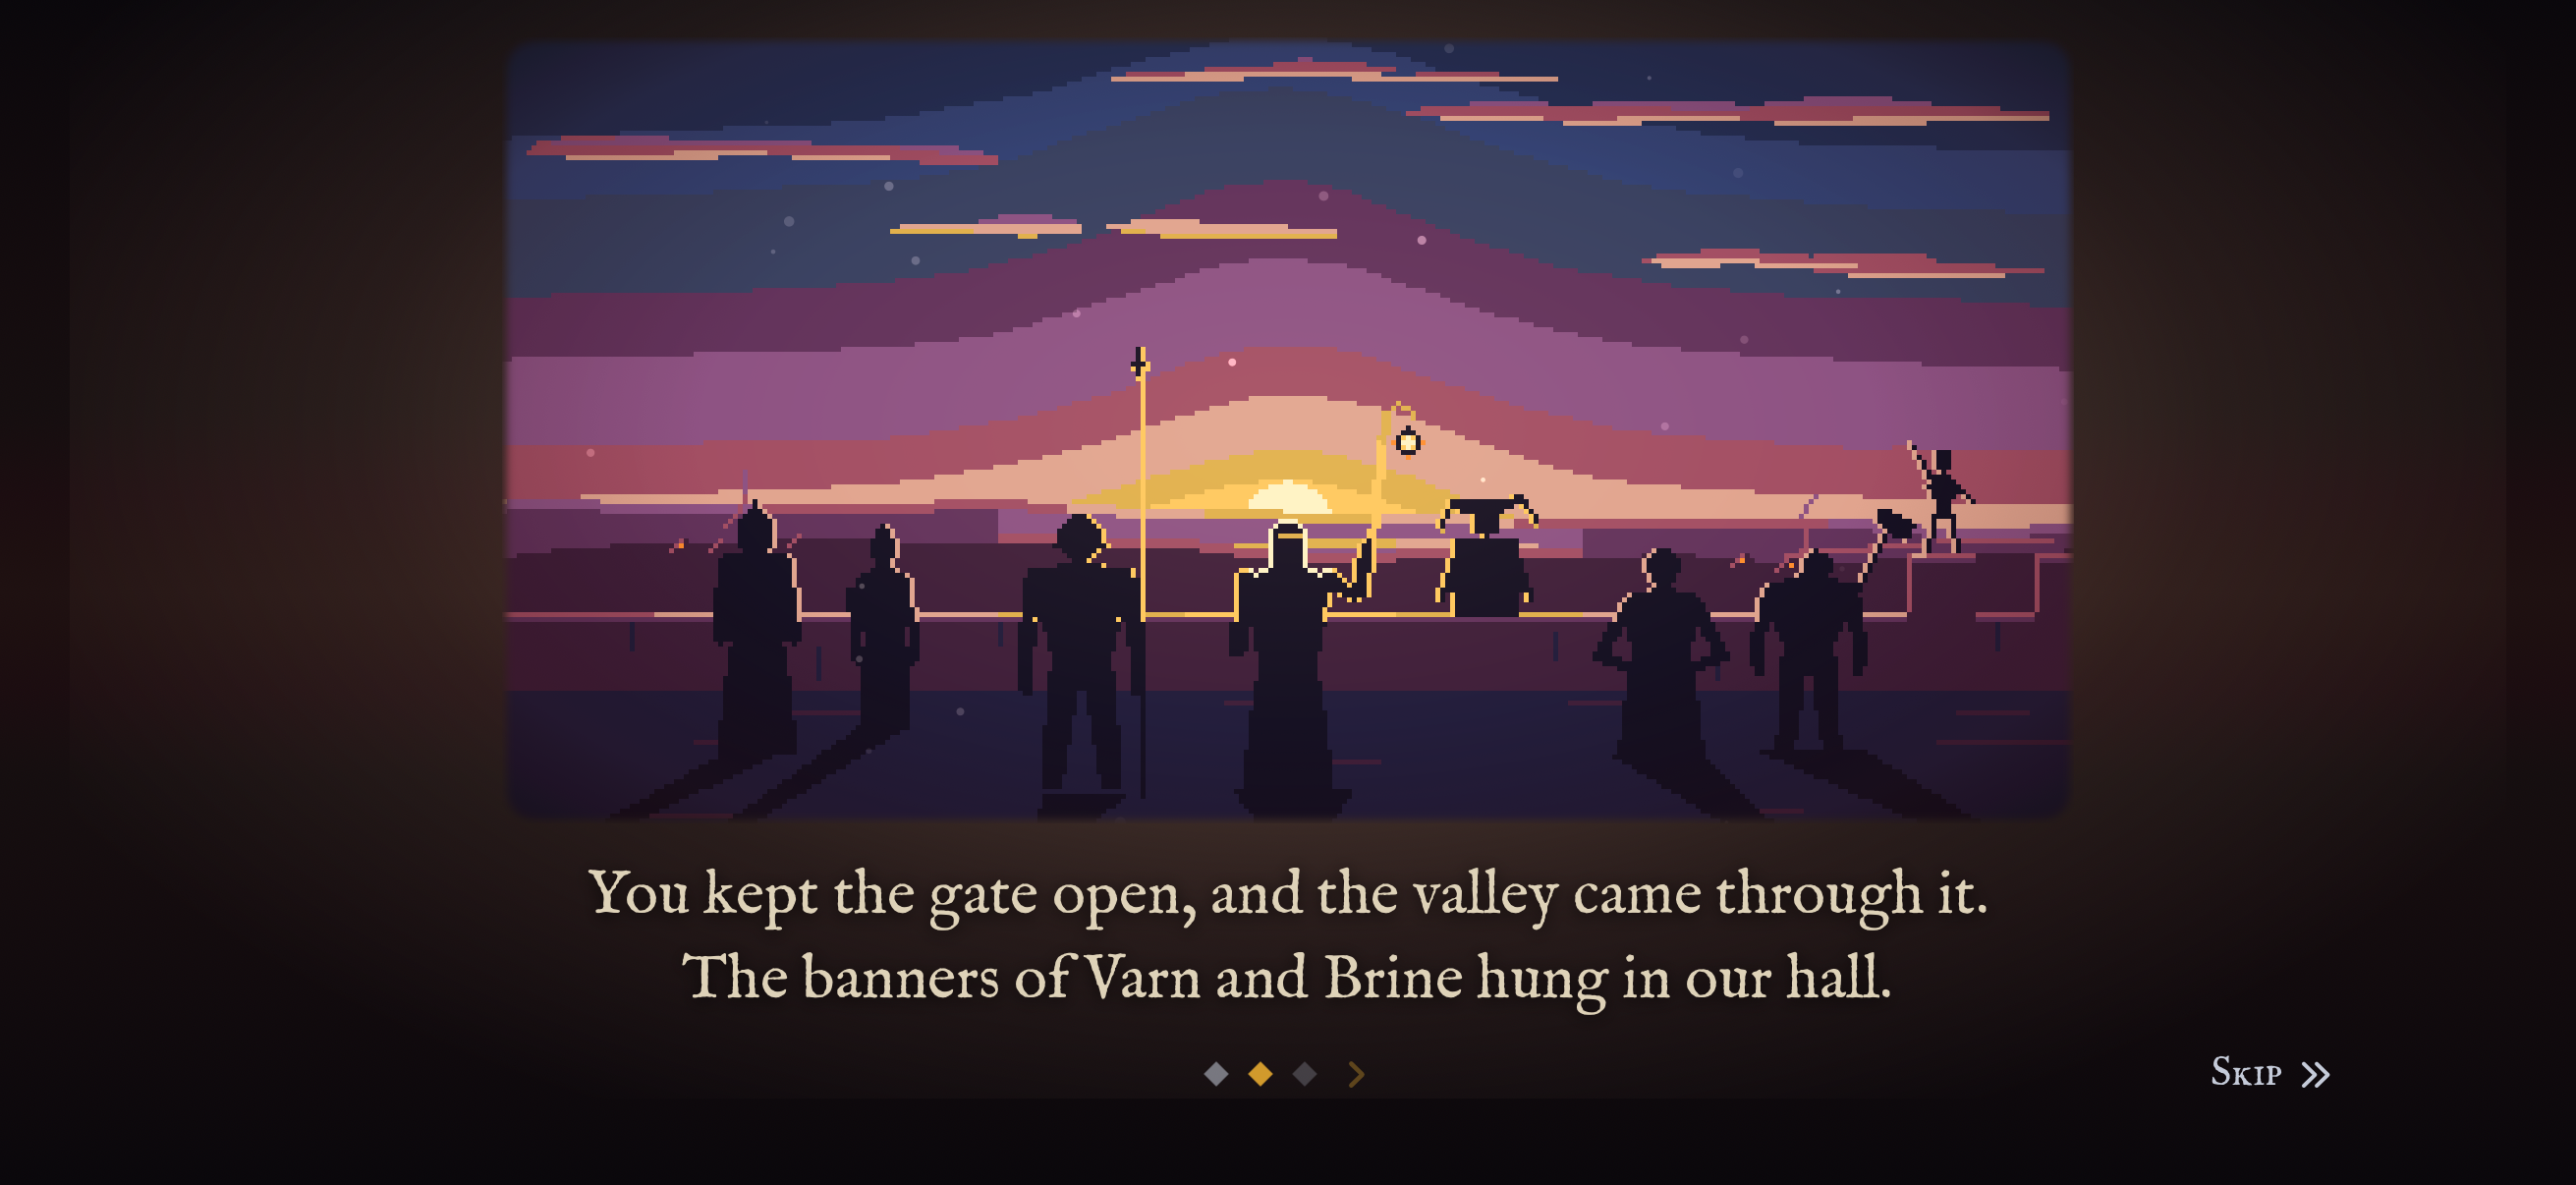 You kept the gate open, and the valley came through it.
The banners of Varn and Brine hung in our hall.
Skip